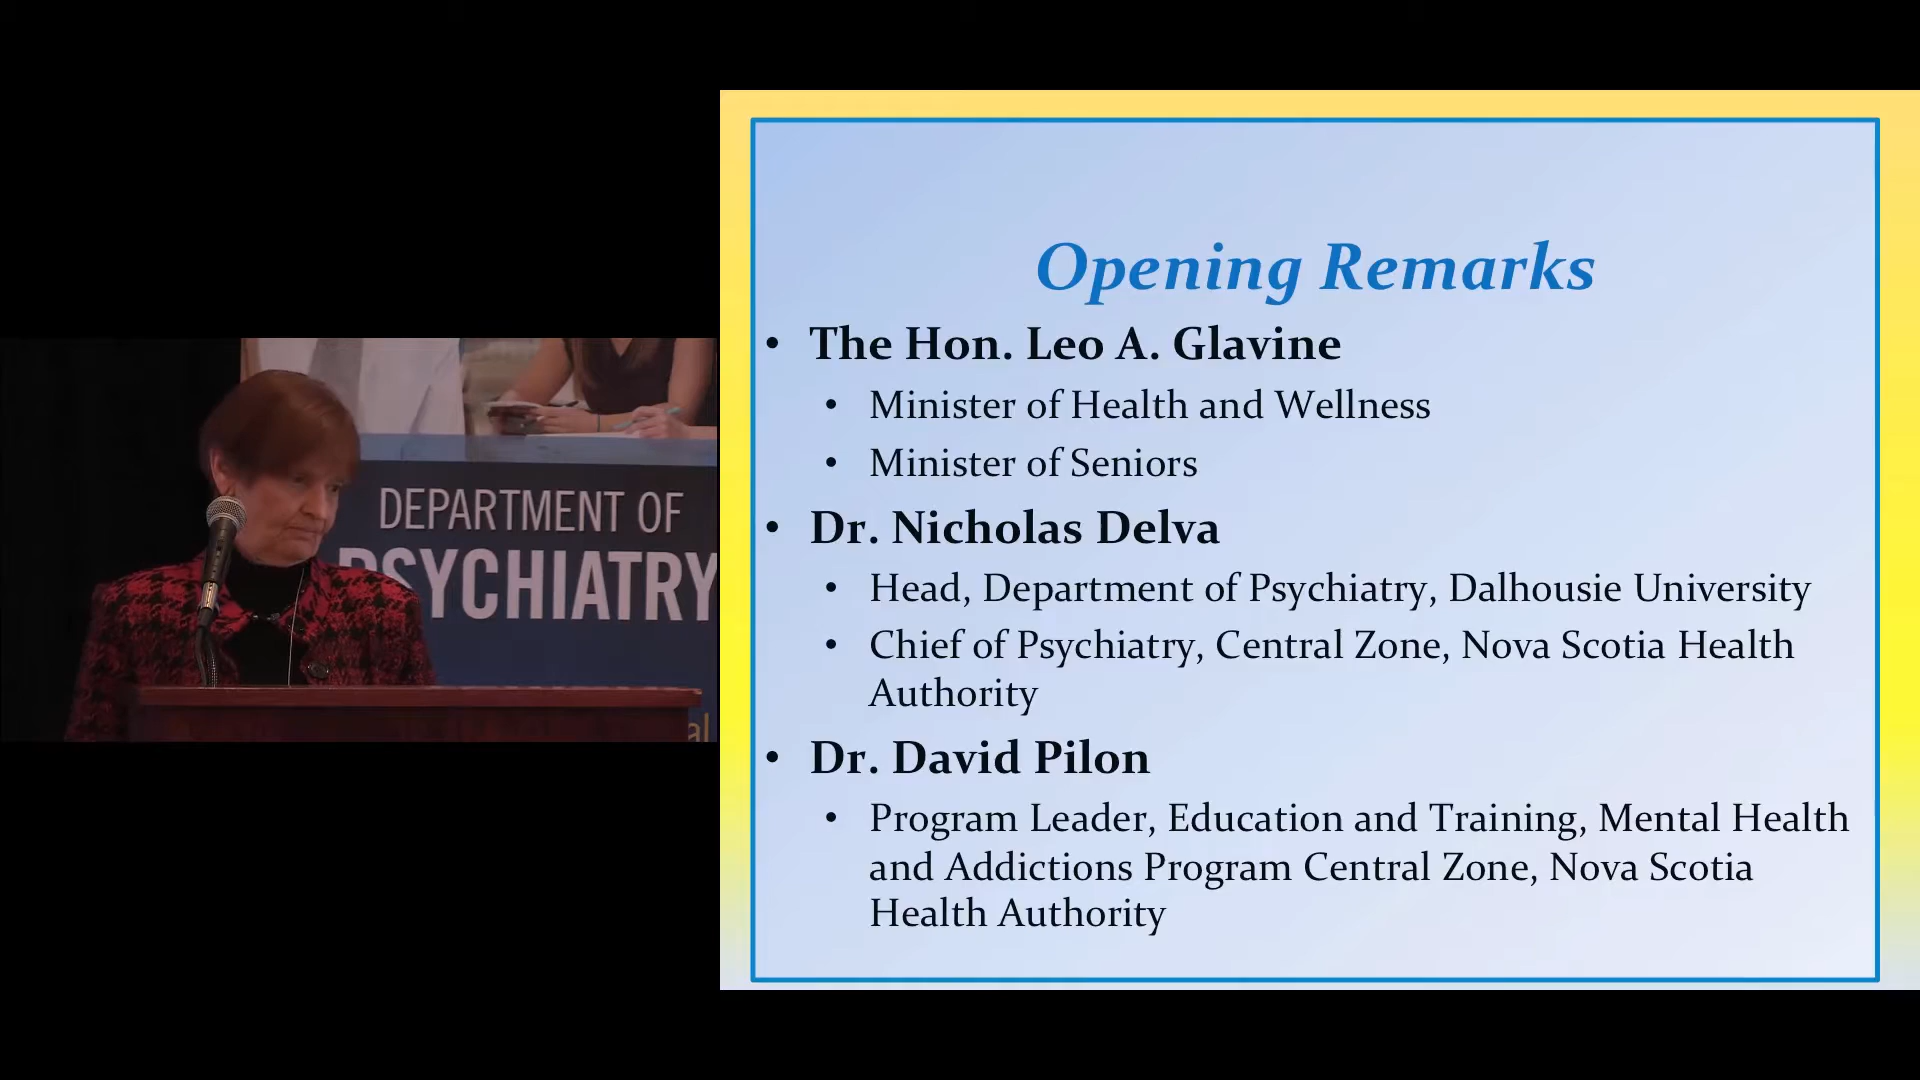 DEPARTMENT OF
PSYCHIATRY
al
Opening Remarks
• The Hon. Leo A. Glavine
• Minister of Health and Wellness
• Minister of Seniors
• Dr. Nicholas Delva
• Head, Department of Psychiatry, Dalhousie University
• Chief of Psychiatry, Central Zone, Nova Scotia Health
Authority
• Dr. David Pilon
• Program Leader, Education and Training, Mental Health
and Addictions Program Central Zone, Nova Scotia
Health Authority